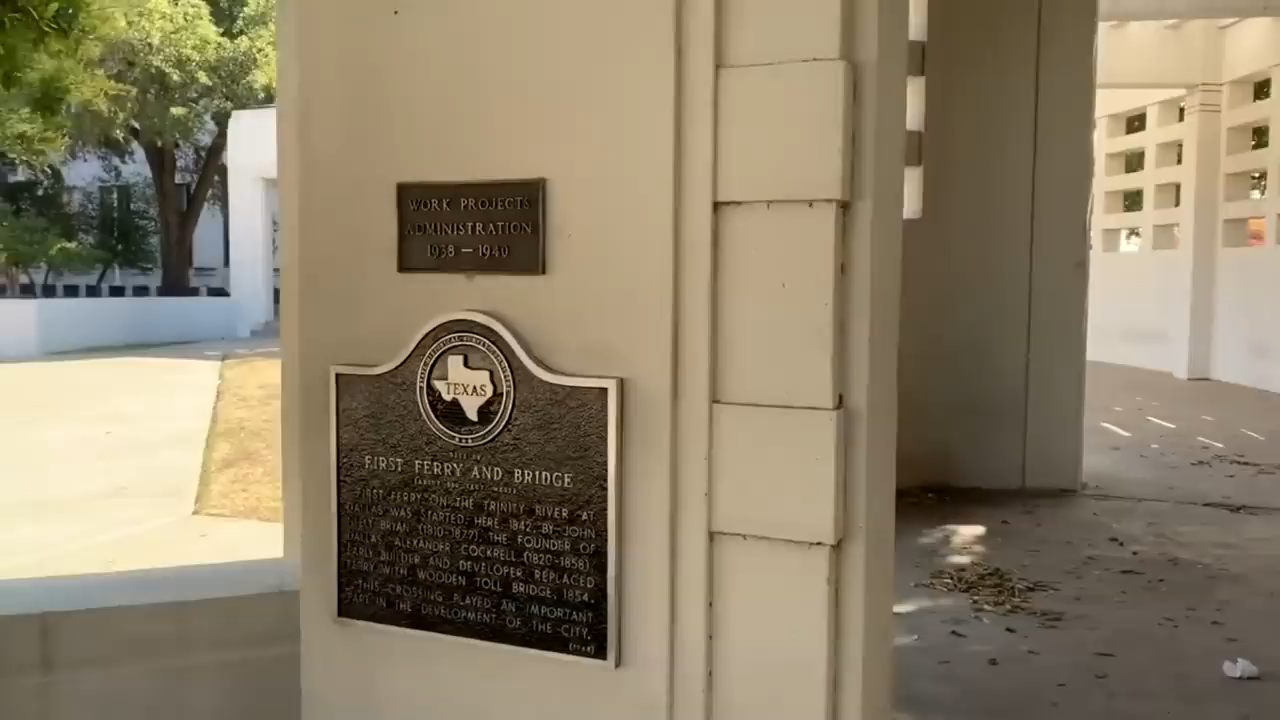 WORK PROJECTS
ADMINISTRATION
1938 — 1940
TEXAS
SITE OF
FIRST FERRY AND BRIDGE
FIRST FERRY ON THE TRINITY RIVER AT
DALLAS WAS STARTED HERE, 1842, BY JOHN
NEELY BRYAN (1810-1877), THE FOUNDER OF
DALLAS. ALEXANDER COCKRELL (1820-1858)
EARLY BUILDER AND DEVELOPER, REPLACED
FERRY WITH WOODEN TOLL BRIDGE, 1854.
THIS CROSSING PLAYED AN IMPORTANT
PART IN THE DEVELOPMENT OF THE CITY.